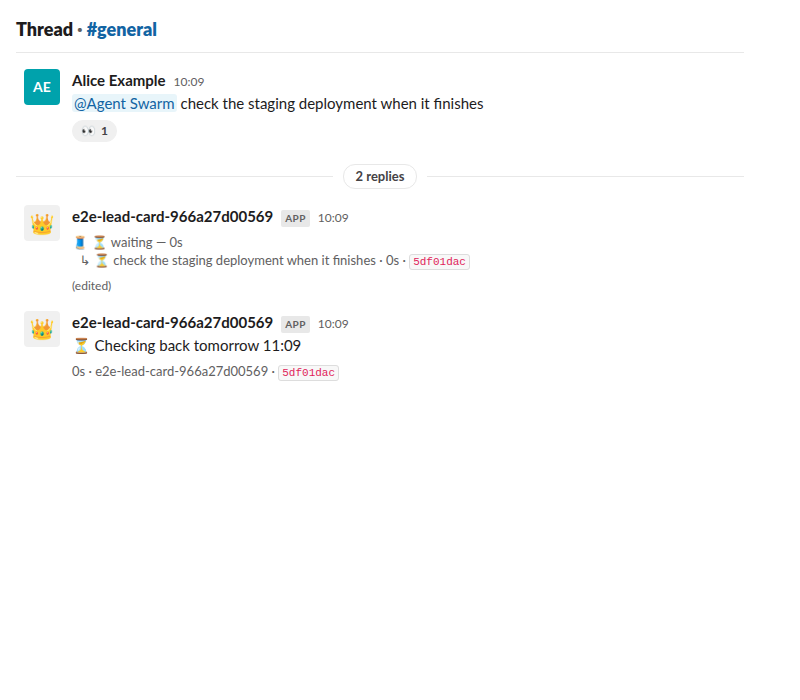 Thread • #general
AE
Alice Example 10:09
@Agent Swarm check the staging deployment when it finishes
👀 1
2 replies
e2e-lead-card-966a27d00569 APP 10:09
🧵 ⏳ waiting — 0s
↳ ⏳ check the staging deployment when it finishes · 0s · 5df01dac
(edited)
e2e-lead-card-966a27d00569 APP 10:09
⏳ Checking back tomorrow 11:09
0s · e2e-lead-card-966a27d00569 · 5df01dac